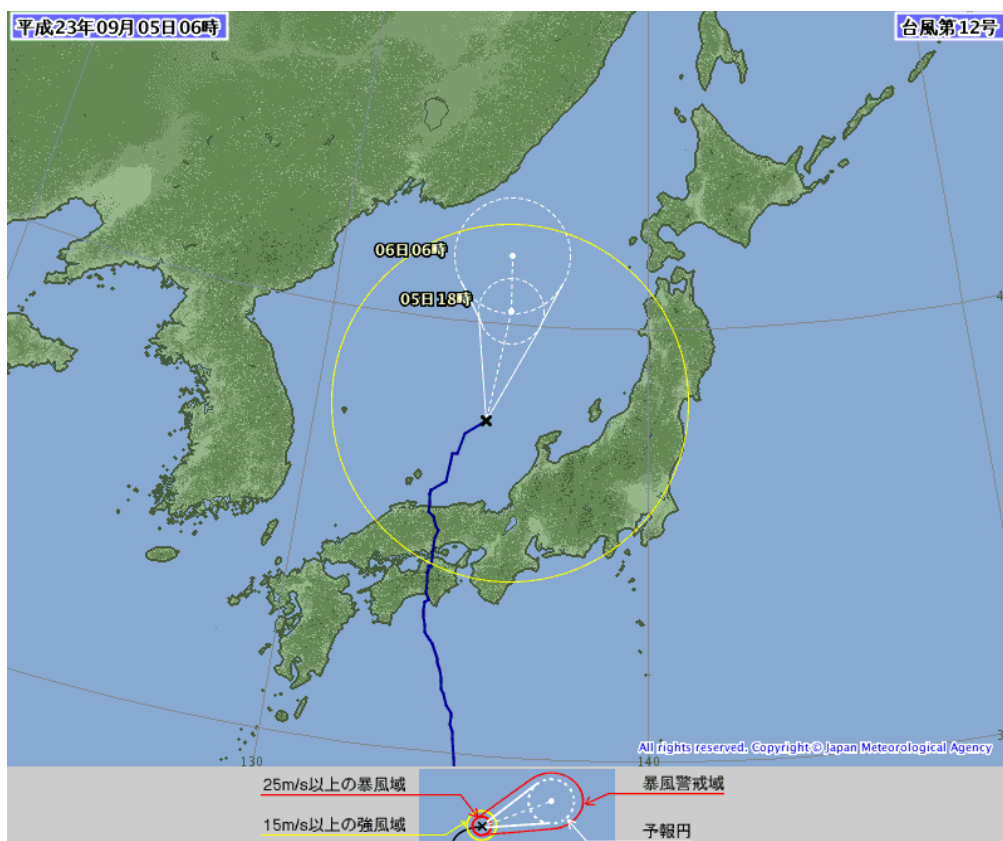 平成23年09月05日06時
台風第12号
06日06時
05日18時
4
3
130
140
All rights reserved. Copyright © Japan Meteorological Agency
25m/s以上の暴風域
暴風警戒域
15m/s以上の強風域
予報円